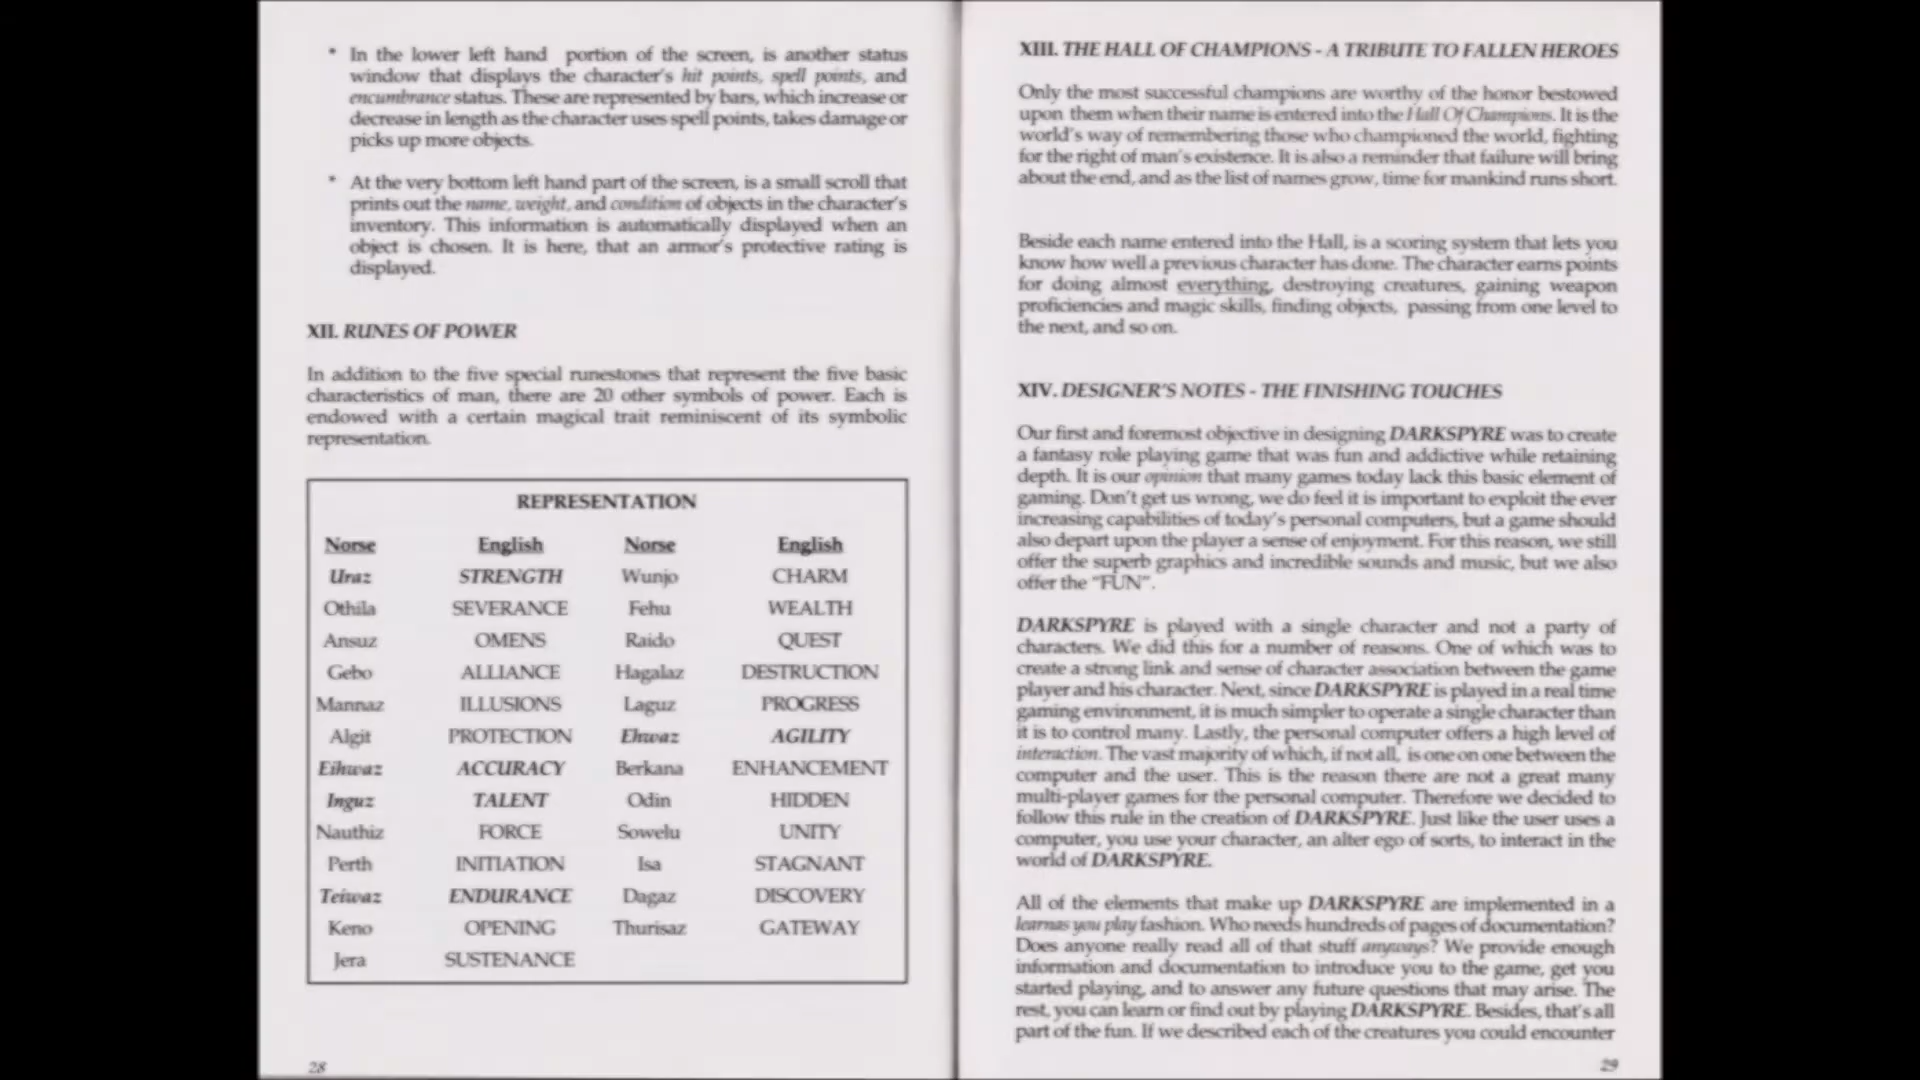 * In the lower left hand portion of the screen, is another status
window that displays the character's hit points, spell points, and
encumbrance status. These are represented by bars, which increase or
decrease in length as the character uses spell points, takes damage or
picks up more objects.
* At the very bottom left hand part of the screen, is a small scroll that
prints out the name, weight, and condition of objects in the character's
inventory. This information is automatically displayed when an
object is chosen. It is here, that an armor's protective rating is
displayed.
XII. RUNES OF POWER
In addition to the five special runestones that represent the five basic
characteristics of man, there are 20 other symbols of power. Each is
endowed with a certain magical trait reminiscent of its symbolic
representation.
REPRESENTATION
Norse English Norse English
Uraz STRENGTH Wunjo CHARM
Othila SEVERANCE Fehu WEALTH
Ansuz OMENS Raido QUEST
Gebo ALLIANCE Hagalaz DESTRUCTION
Mannaz ILLUSIONS Laguz PROGRESS
Algit PROTECTION Ehwaz AGILITY
Eihwaz ACCURACY Berkana ENHANCEMENT
Inguz TALENT Odin HIDDEN
Nauthiz FORCE Sowelu UNITY
Perth INITIATION Isa STAGNANT
Teiwaz ENDURANCE Dagaz DISCOVERY
Keno OPENING Thurisaz GATEWAY
Jera SUSTENANCE
28
XIII. THE HALL OF CHAMPIONS - A TRIBUTE TO FALLEN HEROES
Only the most successful champions are worthy of the honor bestowed
upon them when their name is entered into the Hall Of Champions. It is the
world's way of remembering those who championed the world, fighting
for the right of man's existence. It is also a reminder that failure will bring
about the end, and as the list of names grow, time for mankind runs short.
Beside each name entered into the Hall, is a scoring system that lets you
know how well a previous character has done. The character earns points
for doing almost everything, destroying creatures, gaining weapon
proficiencies and magic skills, finding objects, passing from one level to
the next, and so on.
XIV. DESIGNER'S NOTES - THE FINISHING TOUCHES
Our first and foremost objective in designing DARKSPYRE was to create
a fantasy role playing game that was fun and addictive while retaining
depth. It is our opinion that many games today lack this basic element of
gaming. Don't get us wrong, we do feel it is important to exploit the ever
increasing capabilities of today's personal computers, but a game should
also depart upon the player a sense of enjoyment. For this reason, we still
offer the superb graphics and incredible sounds and music, but we also
offer the "FUN".
DARKSPYRE is played with a single character and not a party of
characters. We did this for a number of reasons. One of which was to
create a strong link and sense of character association between the game
player and his character. Next, since DARKSPYRE is played in a real time
gaming environment, it is much simpler to operate a single character than
it is to control many. Lastly, the personal computer offers a high level of
interaction. The vast majority of which, if not all, is one on one between the
computer and the user. This is the reason there are not a great many
multi-player games for the personal computer. Therefore we decided to
follow this rule in the creation of DARKSPYRE. Just like the user uses a
computer, you use your character, an alter ego of sorts, to interact in the
world of DARKSPYRE.
All of the elements that make up DARKSPYRE are implemented in a
learn as you play fashion. Who needs hundreds of pages of documentation?
Does anyone really read all of that stuff anyways? We provide enough
information and documentation to introduce you to the game, get you
started playing, and to answer any future questions that may arise. The
rest, you can learn or find out by playing DARKSPYRE. Besides, that's all
part of the fun. If we described each of the creatures you could encounter
29